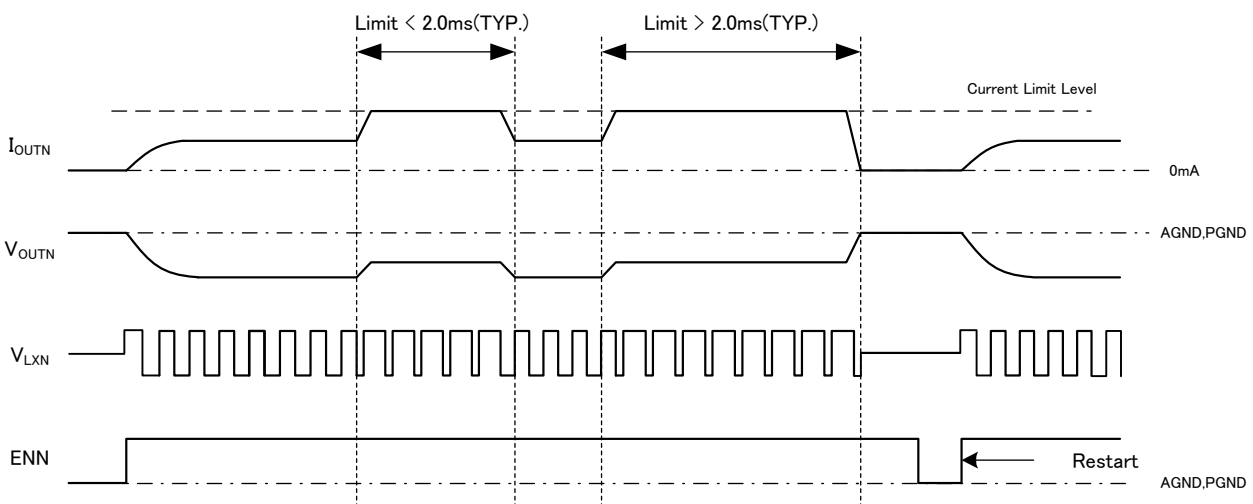 Limit < 2.0ms(TYP.)
Limit > 2.0ms(TYP.)
Current Limit Level
IOUTN
0mA
VOUTN
AGND,PGND
VLXN
ENN
Restart
AGND,PGND